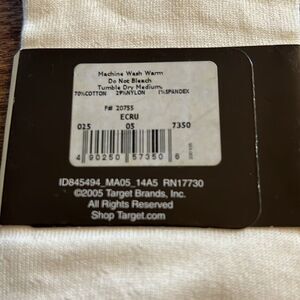 Machine Wash Warm
Do Not Bleach
Tumble Dry Medium
70%COTTON 29%NYLON 1%SPANDEX
F# 20755
ECRU
025 05 7350
4 90250 57350 6
ID845494_MA05_14A5 RN17730
©2005 Target Brands, Inc.
All Rights Reserved
Shop Target.com